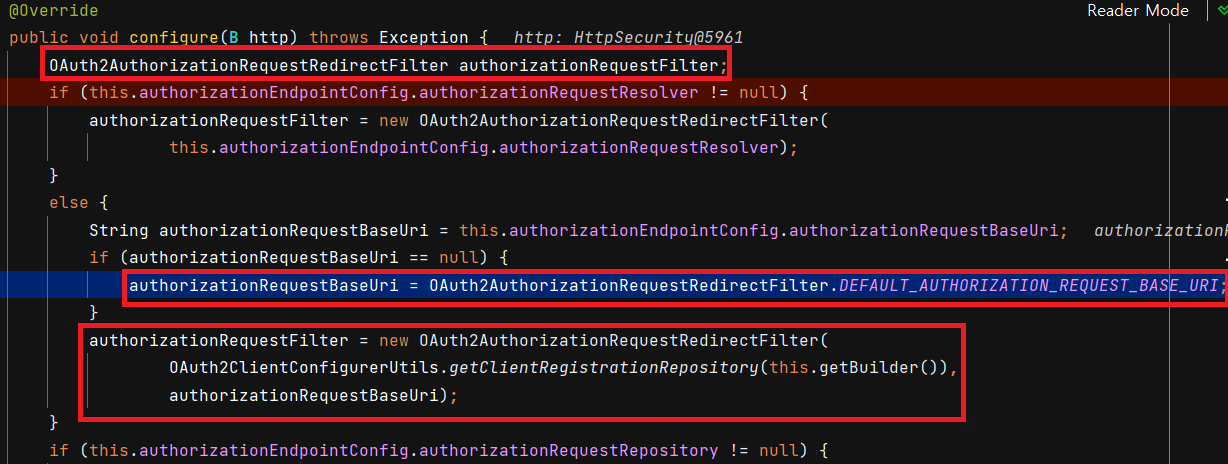 @Override
Reader Mode
public void configure(B http) throws Exception {   http: HttpSecurity@5961
    OAuth2AuthorizationRequestRedirectFilter authorizationRequestFilter;
    if (this.authorizationEndpointConfig.authorizationRequestResolver != null) {
        authorizationRequestFilter = new OAuth2AuthorizationRequestRedirectFilter(
                this.authorizationEndpointConfig.authorizationRequestResolver);
    }
    else {
        String authorizationRequestBaseUri = this.authorizationEndpointConfig.authorizationRequestBaseUri;   authorization
        if (authorizationRequestBaseUri == null) {
            authorizationRequestBaseUri = OAuth2AuthorizationRequestRedirectFilter.DEFAULT_AUTHORIZATION_REQUEST_BASE_URI;
        }
        authorizationRequestFilter = new OAuth2AuthorizationRequestRedirectFilter(
                OAuth2ClientConfigurerUtils.getClientRegistrationRepository(this.getBuilder()),
                authorizationRequestBaseUri);
    }
    if (this.authorizationEndpointConfig.authorizationRequestRepository != null) {